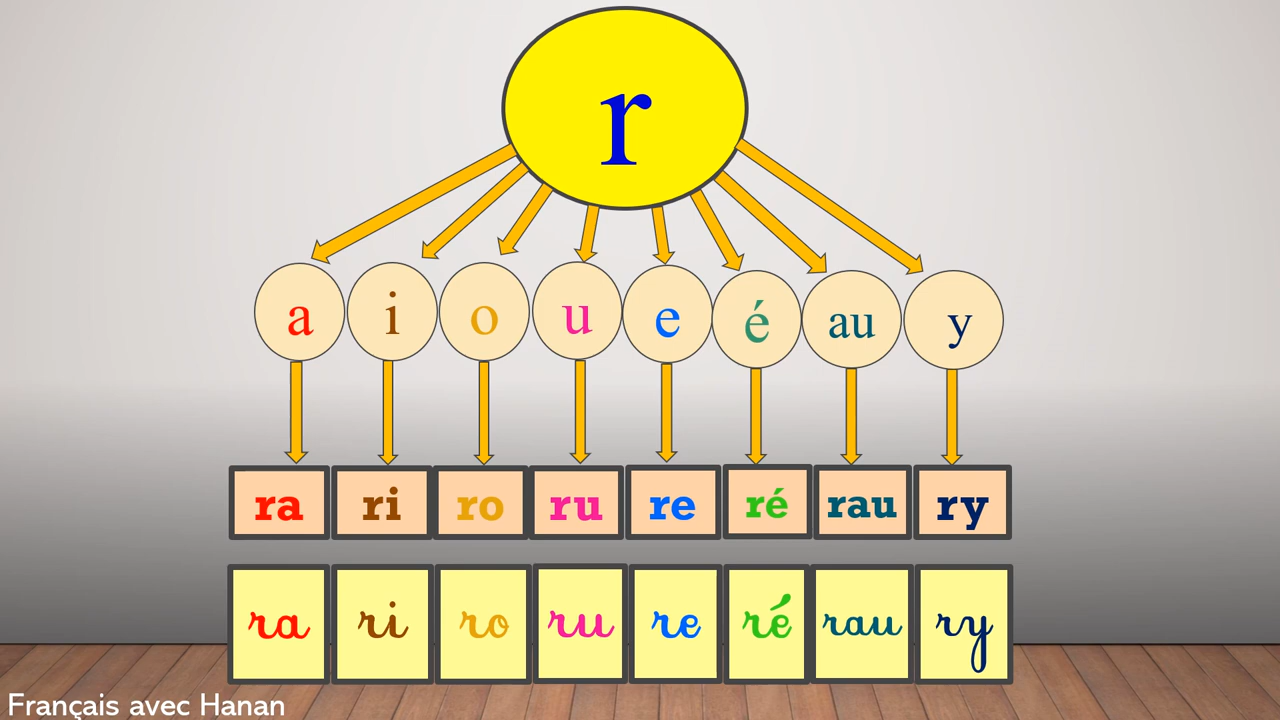 r
a i o u e é au y
ra ri ro ru re ré rau ry
ra ri ro ru re ré rau ry
Français avec Hanan